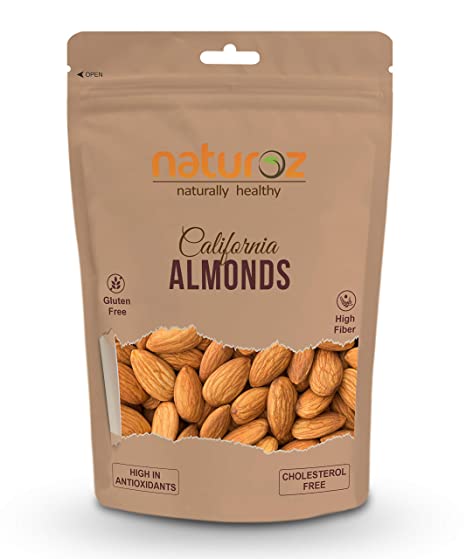 OPEN
naturoz
naturally healthy
California
ALMONDS
Gluten
Free
High
Fiber
HIGH IN
ANTIOXIDANTS
CHOLESTEROL
FREE